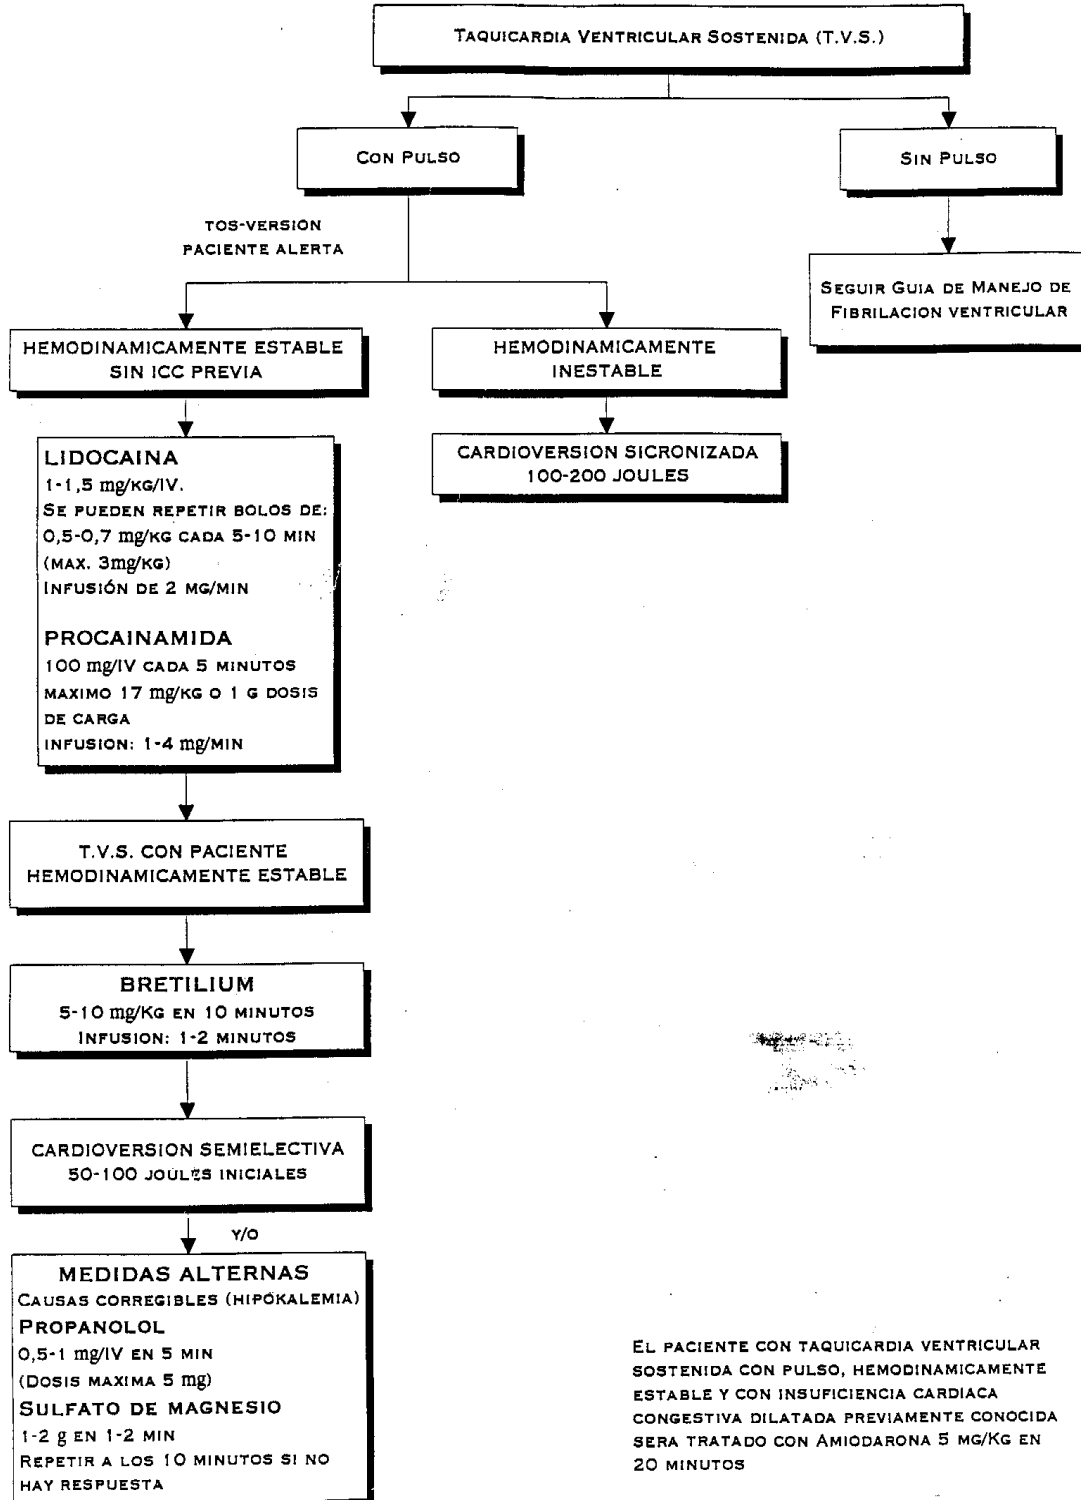 TAQUICARDIA VENTRICULAR SOSTENIDA (T.V.S.)
CON PULSO
SIN PULSO
TOS-VERSION
PACIENTE ALERTA
SEGUIR GUIA DE MANEJO DE
FIBRILACION VENTRICULAR
HEMODINAMICAMENTE ESTABLE
SIN ICC PREVIA
HEMODINAMICAMENTE
INESTABLE
CARDIOVERSION SICRONIZADA
100-200 JOULES
LIDOCAINA
1-1,5 mg/KG/IV.
SE PUEDEN REPETIR BOLOS DE:
0,5-0,7 mg/KG CADA 5-10 MIN
(MAX. 3mg/KG)
INFUSIÓN DE 2 MG/MIN
PROCAINAMIDA
100 mg/IV CADA 5 MINUTOS
MAXIMO 17 mg/KG O 1 G DOSIS
DE CARGA
INFUSION: 1-4 mg/MIN
T.V.S. CON PACIENTE
HEMODINAMICAMENTE ESTABLE
BRETILIUM
5-10 mg/KG EN 10 MINUTOS
INFUSION: 1-2 MINUTOS
CARDIOVERSION SEMIELECTIVA
50-100 JOULES INICIALES
Y/O
MEDIDAS ALTERNAS
CAUSAS CORREGIBLES (HIPOKALEMIA)
PROPANOLOL
0,5-1 mg/IV EN 5 MIN
(DOSIS MAXIMA 5 mg)
SULFATO DE MAGNESIO
1-2 g EN 1-2 MIN
REPETIR A LOS 10 MINUTOS SI NO
HAY RESPUESTA
EL PACIENTE CON TAQUICARDIA VENTRICULAR
SOSTENIDA CON PULSO, HEMODINAMICAMENTE
ESTABLE Y CON INSUFICIENCIA CARDIACA
CONGESTIVA DILATADA PREVIAMENTE CONOCIDA
SERA TRATADO CON AMIODARONA 5 MG/KG EN
20 MINUTOS